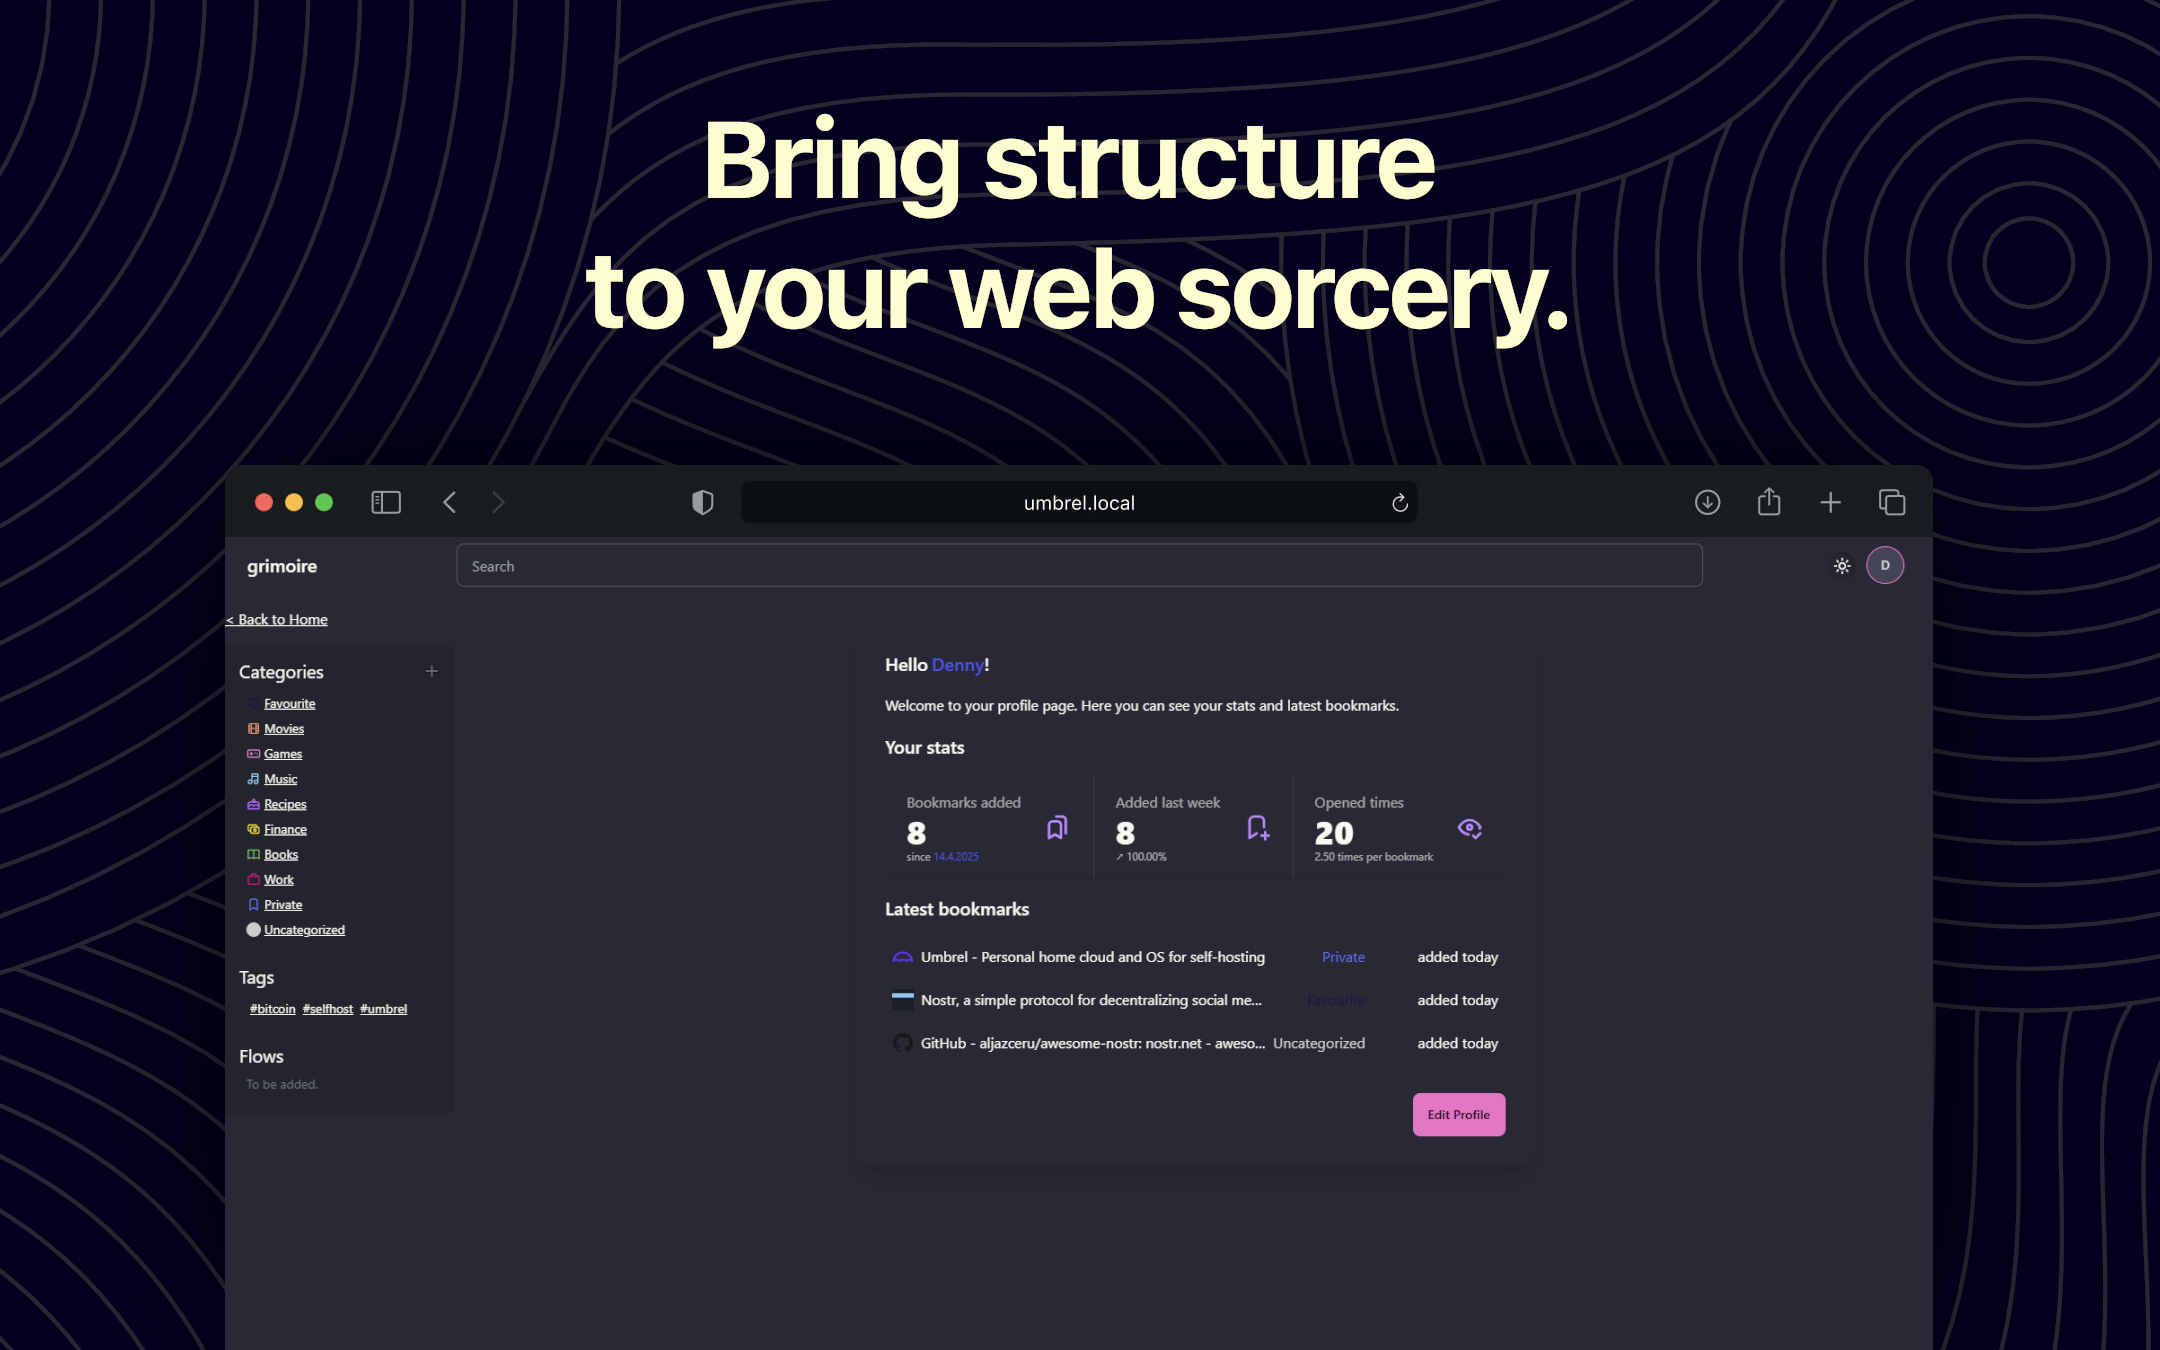 Bring structure
to your web sorcery.
umbrel.local
grimoire
Search
D
< Back to Home
Categories
Favourite
Movies
Games
Music
Recipes
Finance
Books
Work
Private
Uncategorized
Tags
#bitcoin #selfhost #umbrel
Flows
To be added.
Hello Denny!
Welcome to your profile page. Here you can see your stats and latest bookmarks.
Your stats
Bookmarks added
8
since 14.4.2025
Added last week
8
↗ 100.00%
Opened times
20
2.50 times per bookmark
Latest bookmarks
Umbrel - Personal home cloud and OS for self-hosting Private added today
Nostr, a simple protocol for decentralizing social me... Favourite added today
GitHub - aljazceru/awesome-nostr: nostr.net - aweso... Uncategorized added today
Edit Profile